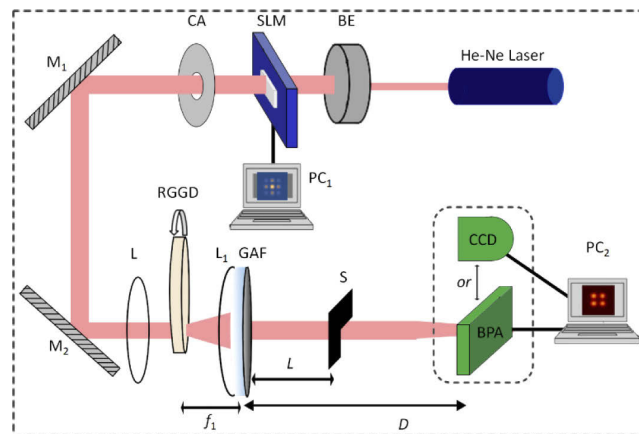 CA
SLM
BE
M1
He-Ne Laser
PC1
RGGD
L
L1
GAF
S
CCD
PC2
or
M2
BPA
L
f1
D